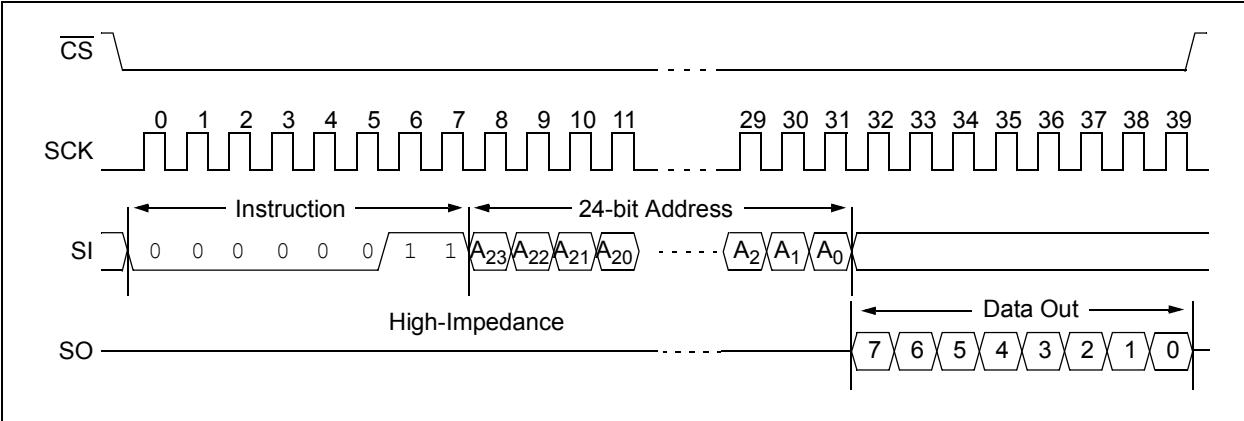 CS
0 1 2 3 4 5 6 7 8 9 10 11 29 30 31 32 33 34 35 36 37 38 39
SCK
Instruction 24-bit Address
SI 0 0 0 0 0 0 1 1 A23 A22 A21 A20 A2 A1 A0
High-Impedance Data Out
SO 7 6 5 4 3 2 1 0